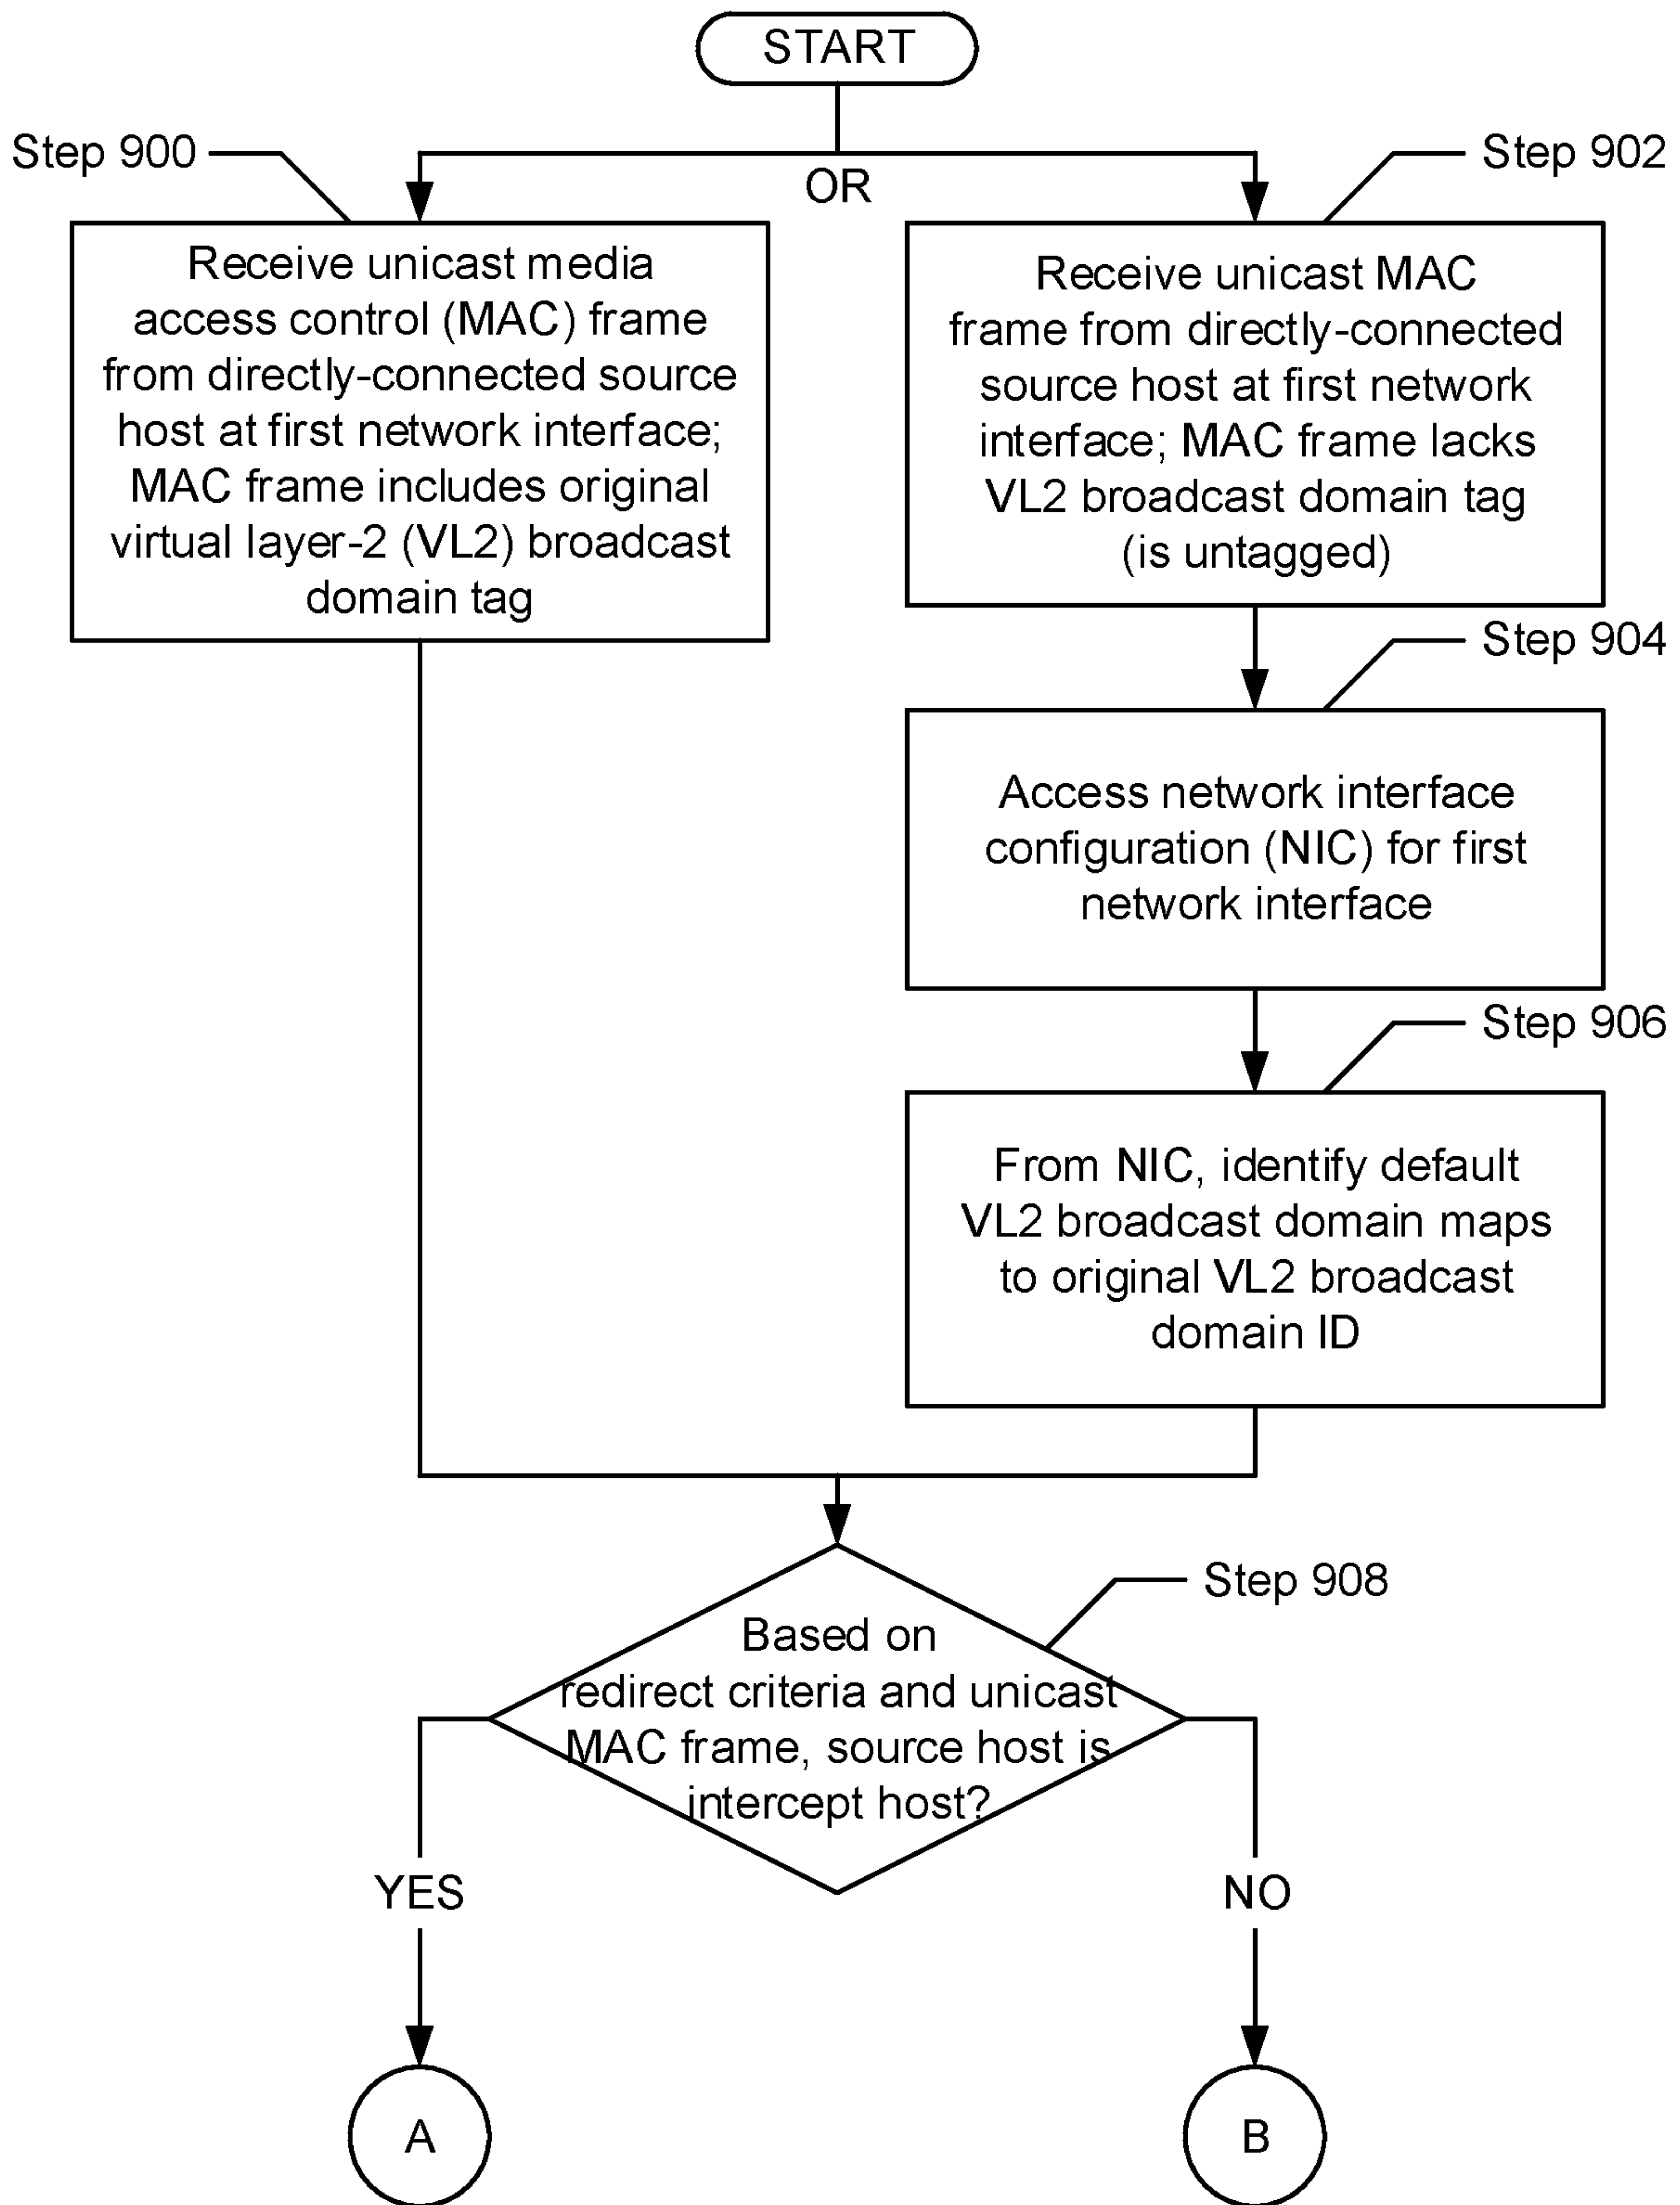 START
Step 900
OR
Step 902
Receive unicast media
access control (MAC) frame
from directly-connected source
host at first network interface;
MAC frame includes original
virtual layer-2 (VL2) broadcast
domain tag
Receive unicast MAC
frame from directly-connected
source host at first network
interface; MAC frame lacks
VL2 broadcast domain tag
(is untagged)
Step 904
Access network interface
configuration (NIC) for first
network interface
Step 906
From NIC, identify default
VL2 broadcast domain maps
to original VL2 broadcast
domain ID
Step 908
Based on
redirect criteria and unicast
MAC frame, source host is
intercept host?
YES
NO
A
B